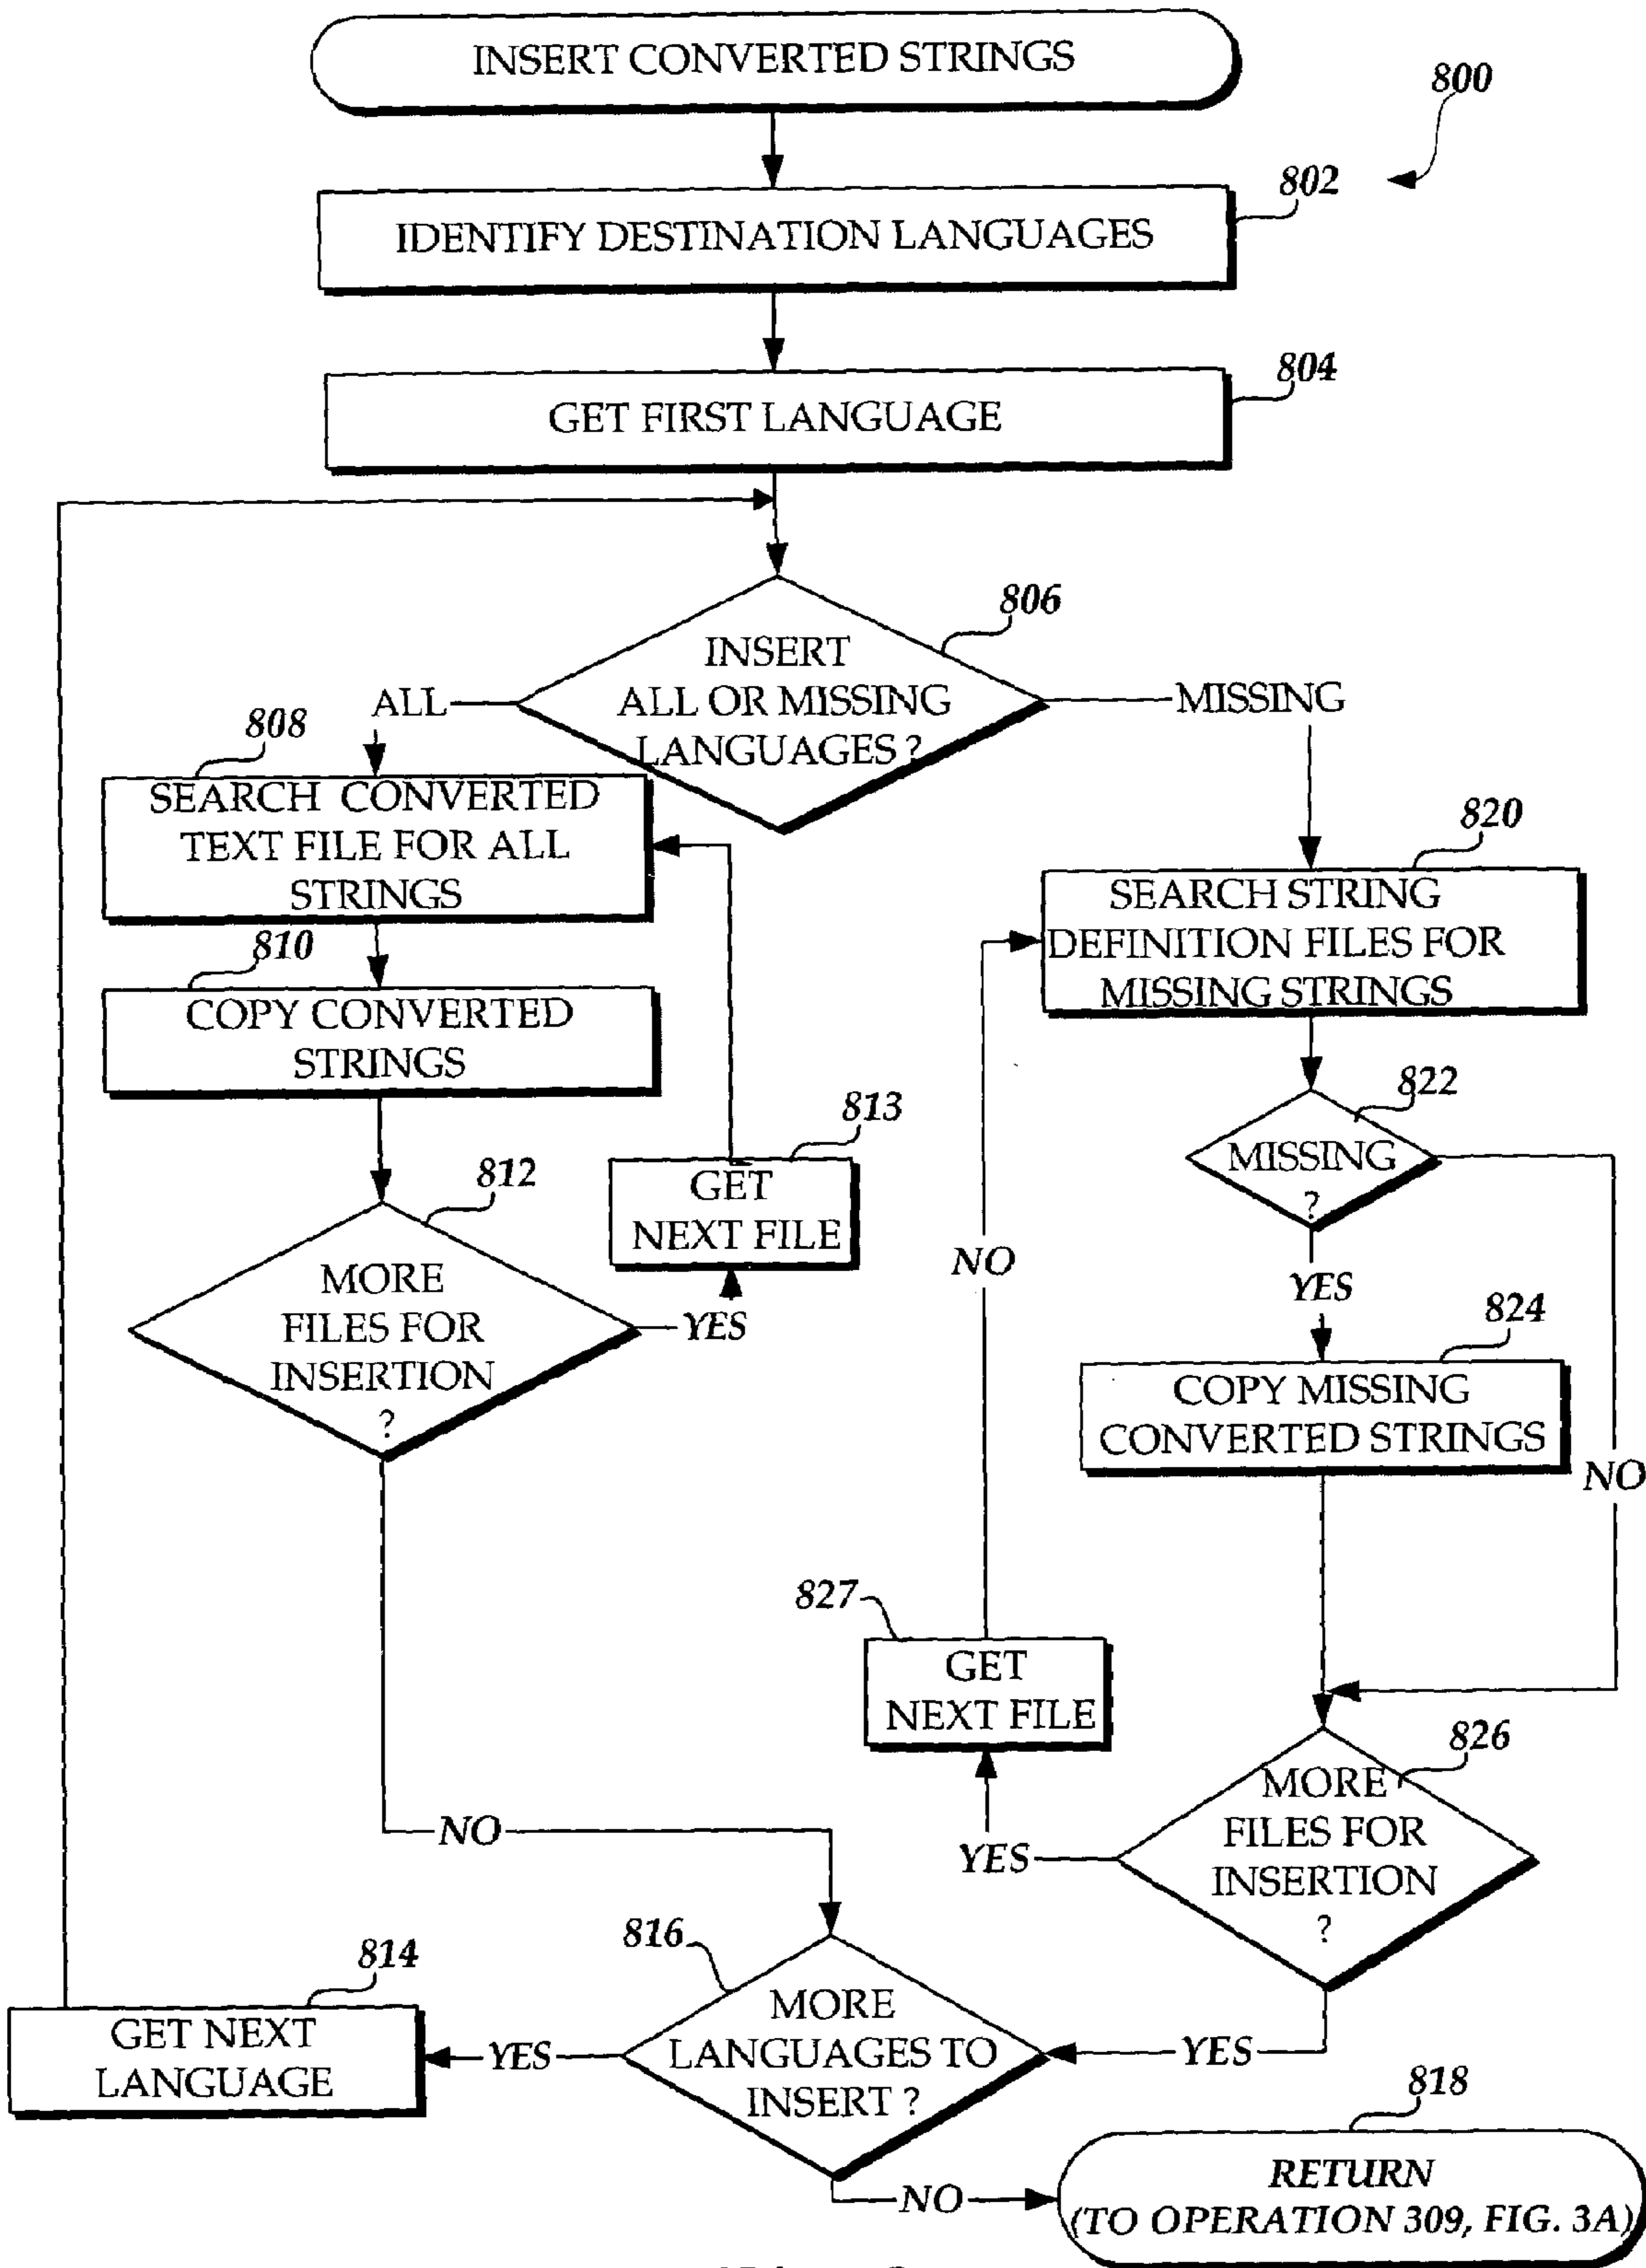 INSERT CONVERTED STRINGS
800
802
IDENTIFY DESTINATION LANGUAGES
804
GET FIRST LANGUAGE
806
INSERT
ALL OR MISSING
LANGUAGES ?
ALL
MISSING
808
SEARCH CONVERTED
TEXT FILE FOR ALL
STRINGS
820
SEARCH STRING
DEFINITION FILES FOR
MISSING STRINGS
810
COPY CONVERTED
STRINGS
822
MISSING
?
813
GET
NEXT FILE
812
MORE
FILES FOR
INSERTION
?
YES
NO
YES
824
COPY MISSING
CONVERTED STRINGS
NO
827
GET
NEXT FILE
826
MORE
FILES FOR
INSERTION
?
YES
NO
816
MORE
LANGUAGES TO
INSERT ?
814
GET NEXT
LANGUAGE
YES
YES
818
RETURN
(TO OPERATION 309, FIG. 3A)
NO